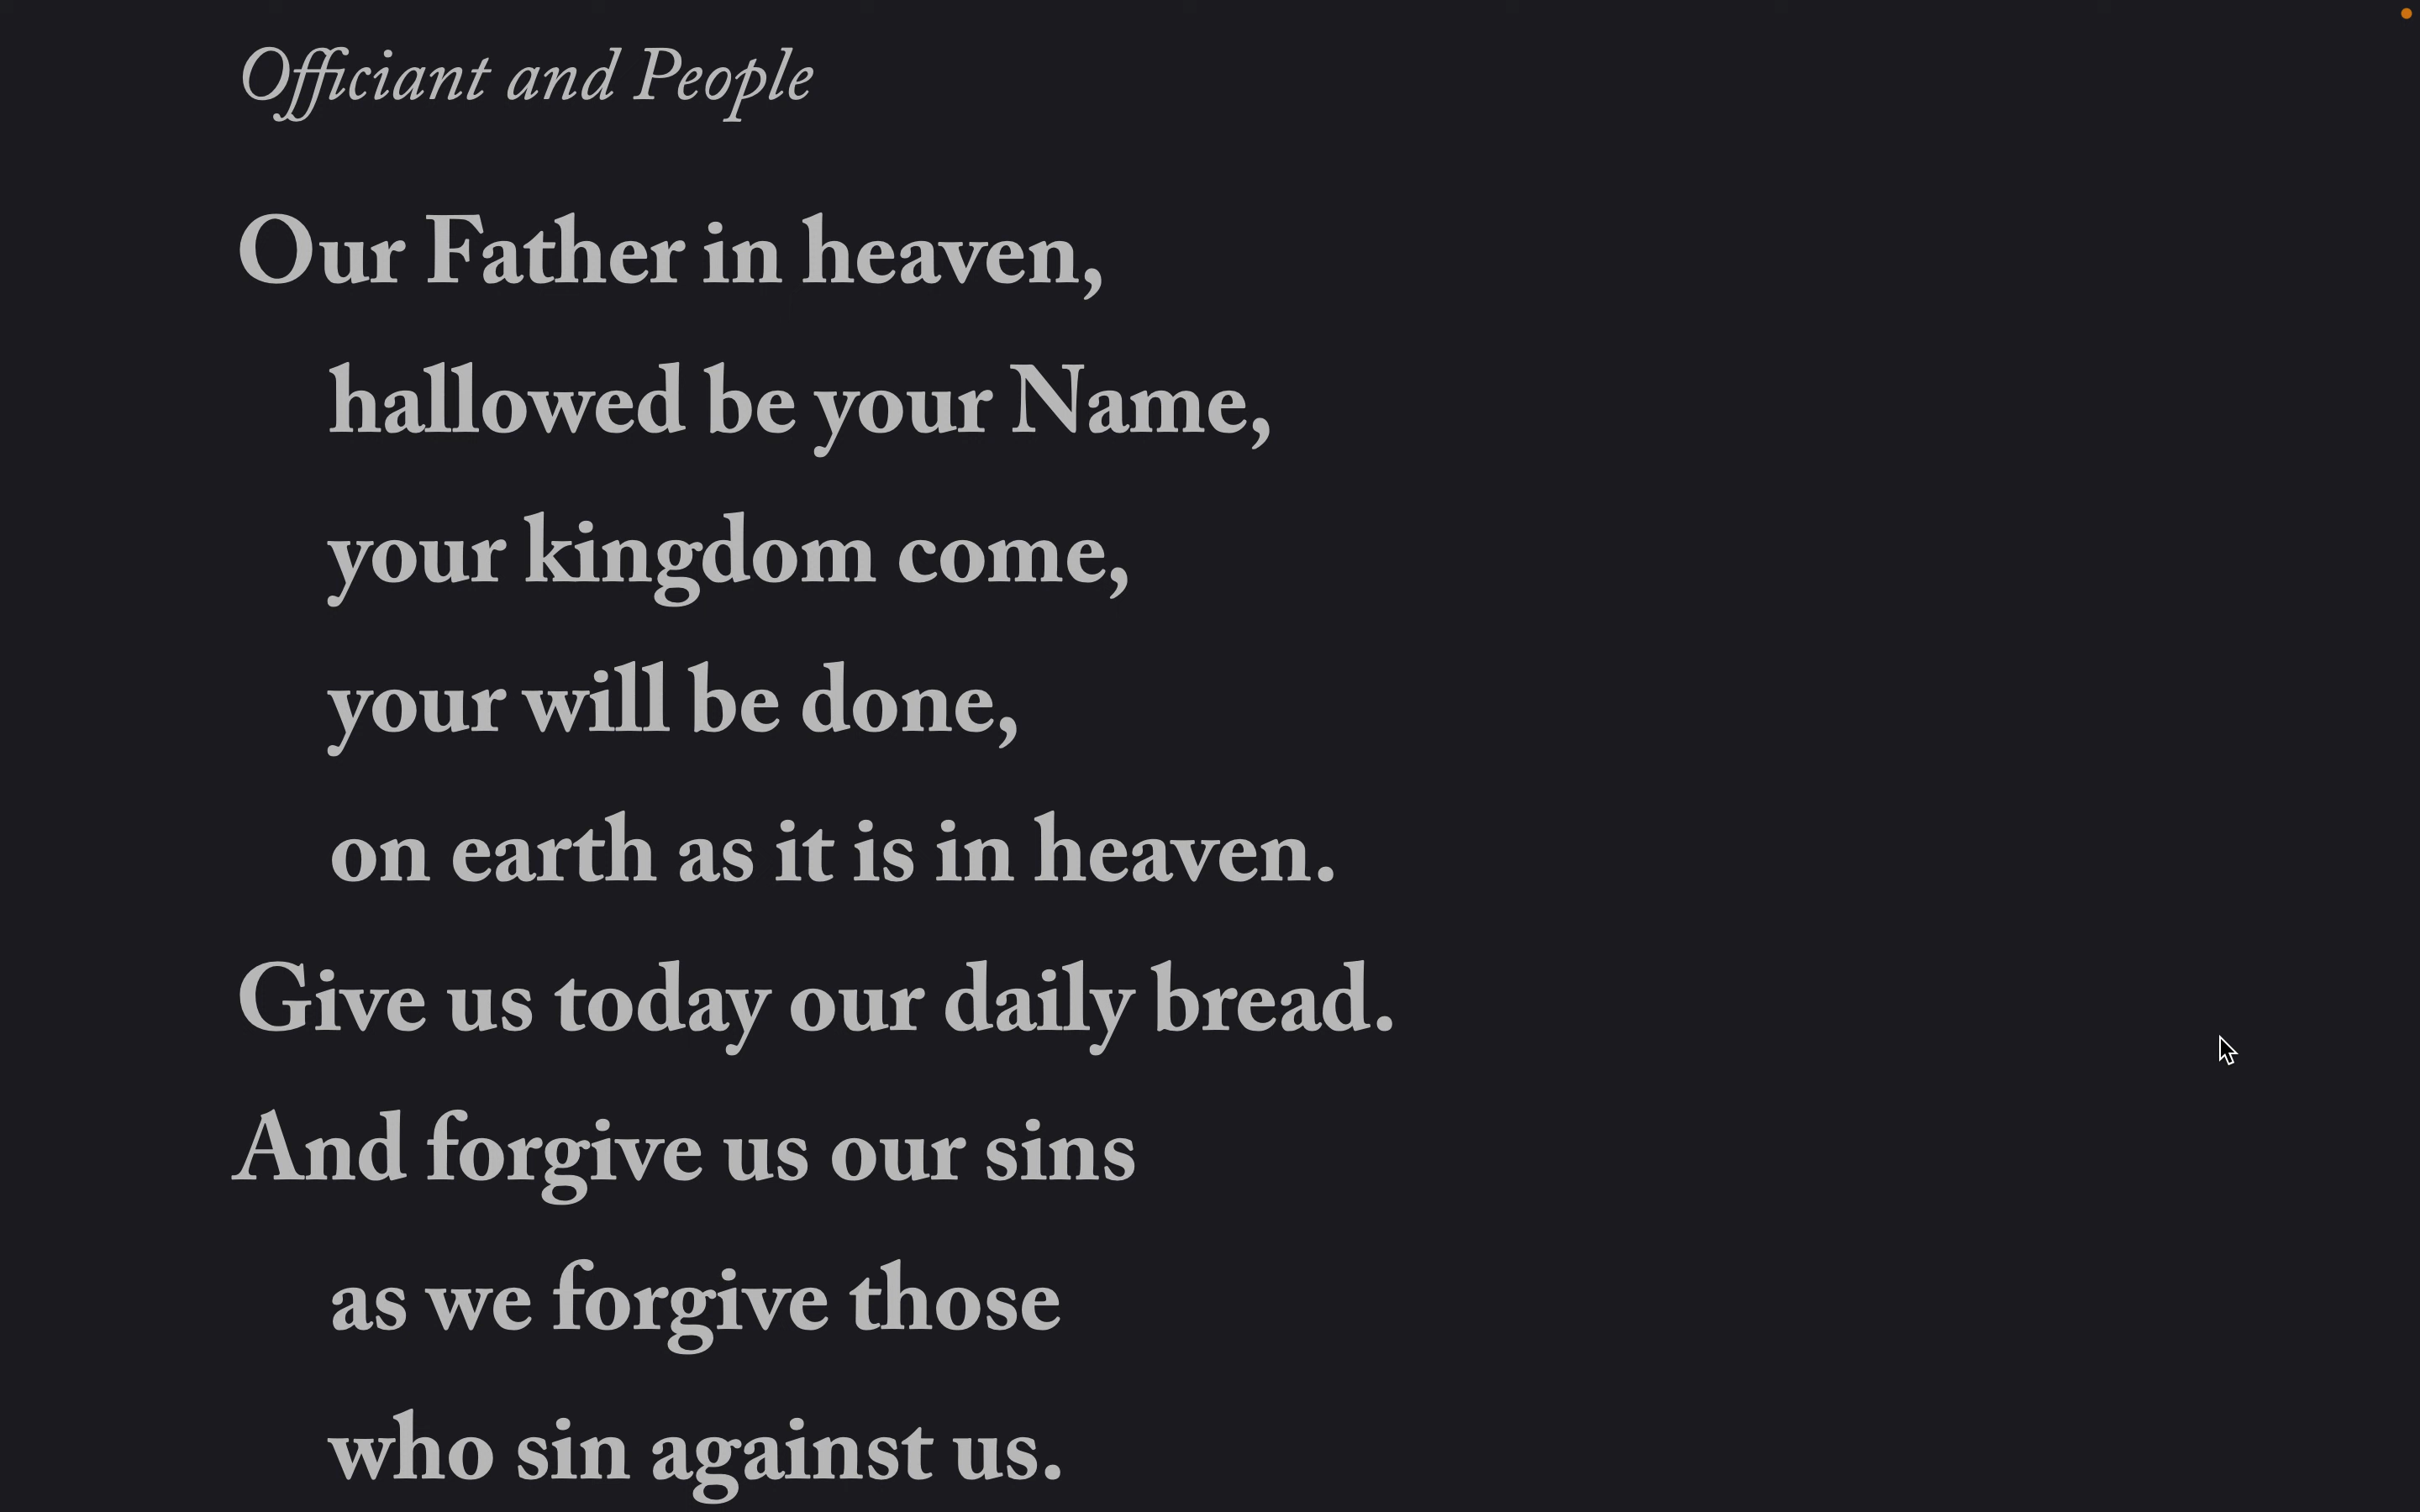 Officiant and People
Our Father in heaven,
hallowed be your Name,
your kingdom come,
your will be done,
on earth as it is in heaven.
Give us today our daily bread.
And forgive us our sins
as we forgive those
who sin against us.